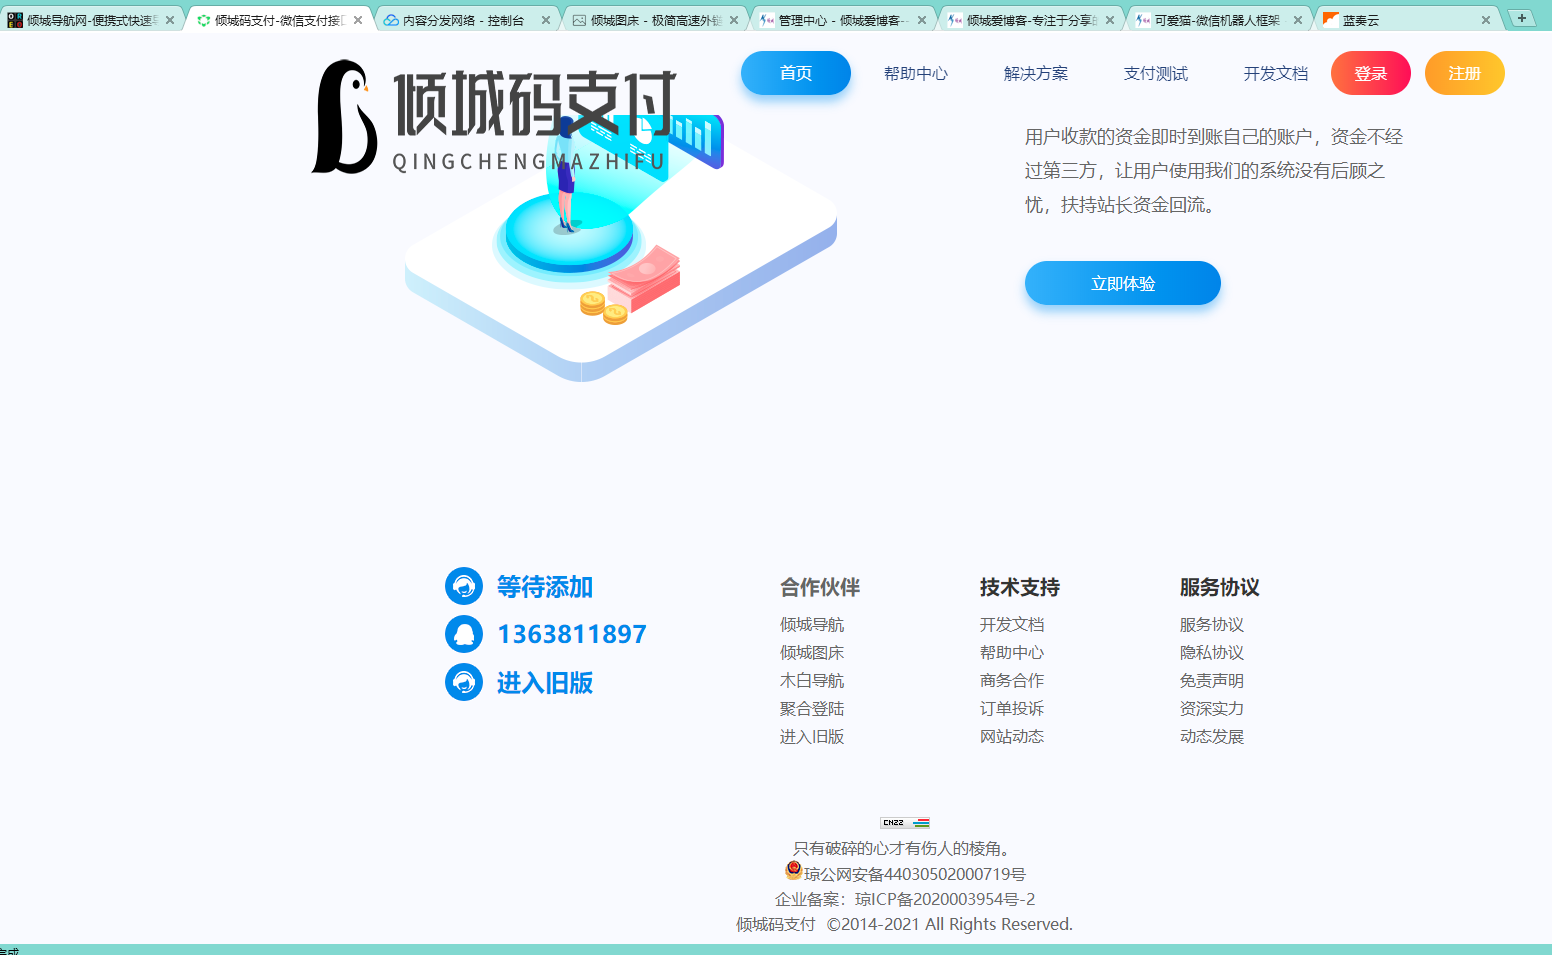 倾城导航网-便携式快速
倾城码支付-微信支付接口
内容分发网络 - 控制台
倾城图床 - 极简高速外链
管理中心 - 倾城爱博客-
倾城爱博客-专注于分享
可爱猫-微信机器人框架
蓝奏云
倾城码支付
QINGCHENGMAZHIFU
首页
帮助中心
解决方案
支付测试
开发文档
登录
注册
用户收款的资金即时到账自己的账户，资金不经
过第三方，让用户使用我们的系统没有后顾之
忧，扶持站长资金回流。
立即体验
等待添加
1363811897
进入旧版
合作伙伴
倾城导航
倾城图床
木白导航
聚合登陆
进入旧版
技术支持
开发文档
帮助中心
商务合作
订单投诉
网站动态
服务协议
服务协议
隐私协议
免责声明
资深实力
动态发展
CNZZ
只有破碎的心才有伤人的棱角。
琼公网安备44030502000719号
企业备案：琼ICP备2020003954号-2
倾城码支付 ©2014-2021 All Rights Reserved.
完成